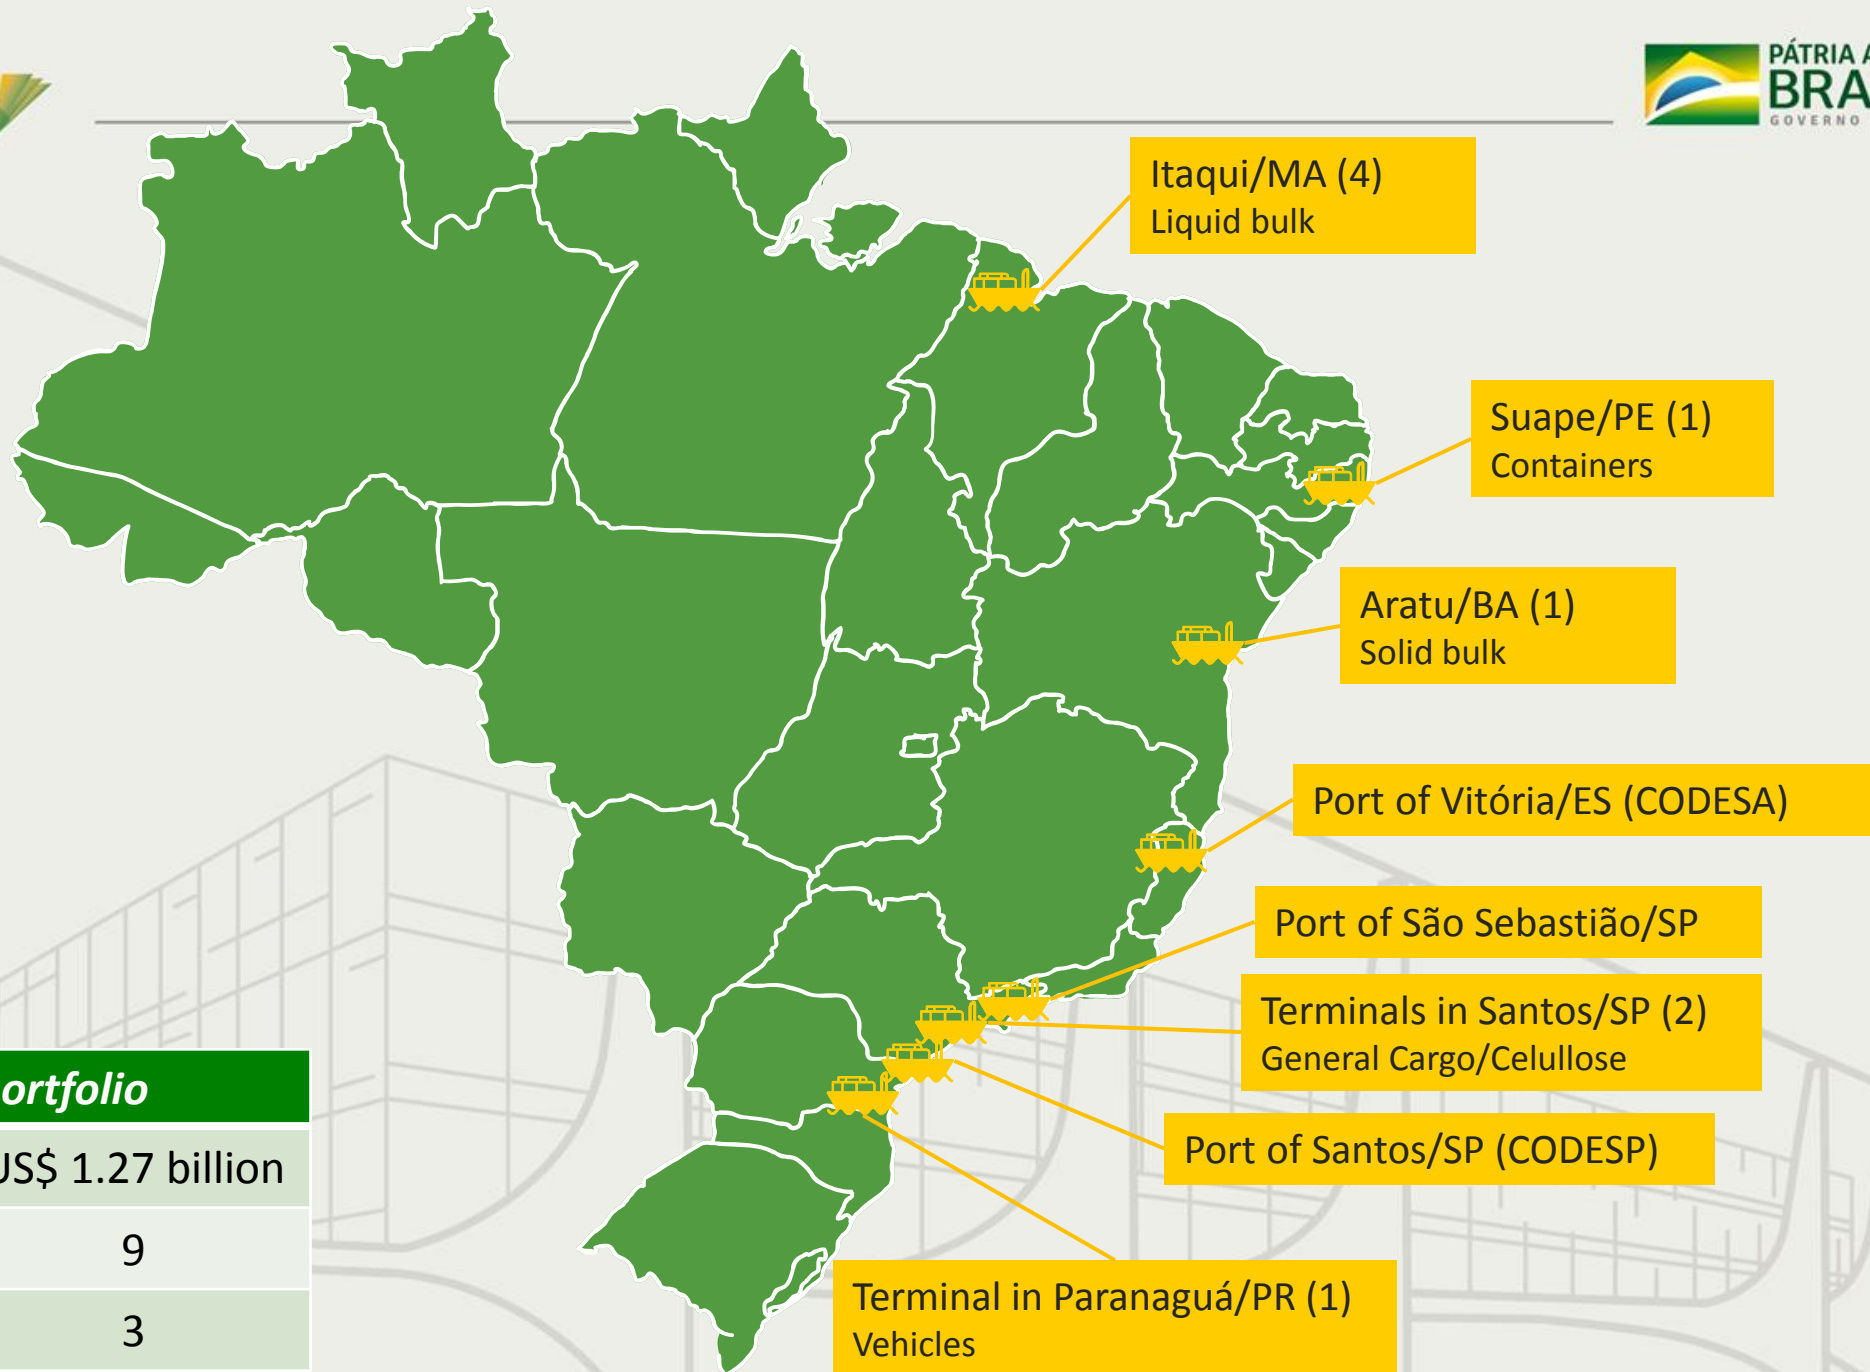 PÁTRIA A
BRA
GOVERNO
Itaqui/MA (4)
Liquid bulk
Suape/PE (1)
Containers
Aratu/BA (1)
Solid bulk
Port of Vitória/ES (CODESA)
Port of São Sebastião/SP
Terminals in Santos/SP (2)
General Cargo/Celullose
Port of Santos/SP (CODESP)
Terminal in Paranaguá/PR (1)
Vehicles
ortfolio
US$ 1.27 billion
9
3